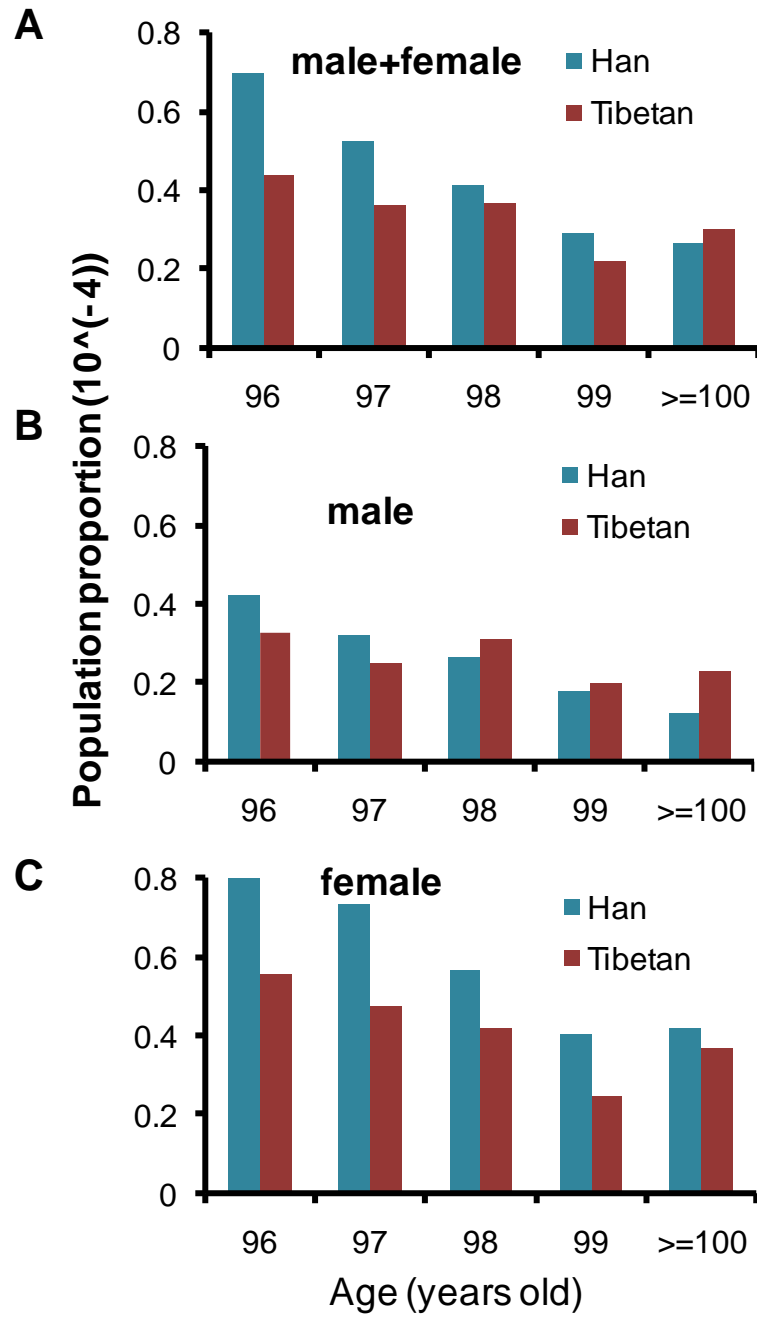 A
male+female
Han
Tibetan
0.8
0.6
0.4
0.2
0
96 97 98 99 >=100
Population proportion (10^(-4))
B
male
Han
Tibetan
0.8
0.6
0.4
0.2
0
96 97 98 99 >=100
C
female
Han
Tibetan
0.8
0.6
0.4
0.2
0
96 97 98 99 >=100
Age (years old)